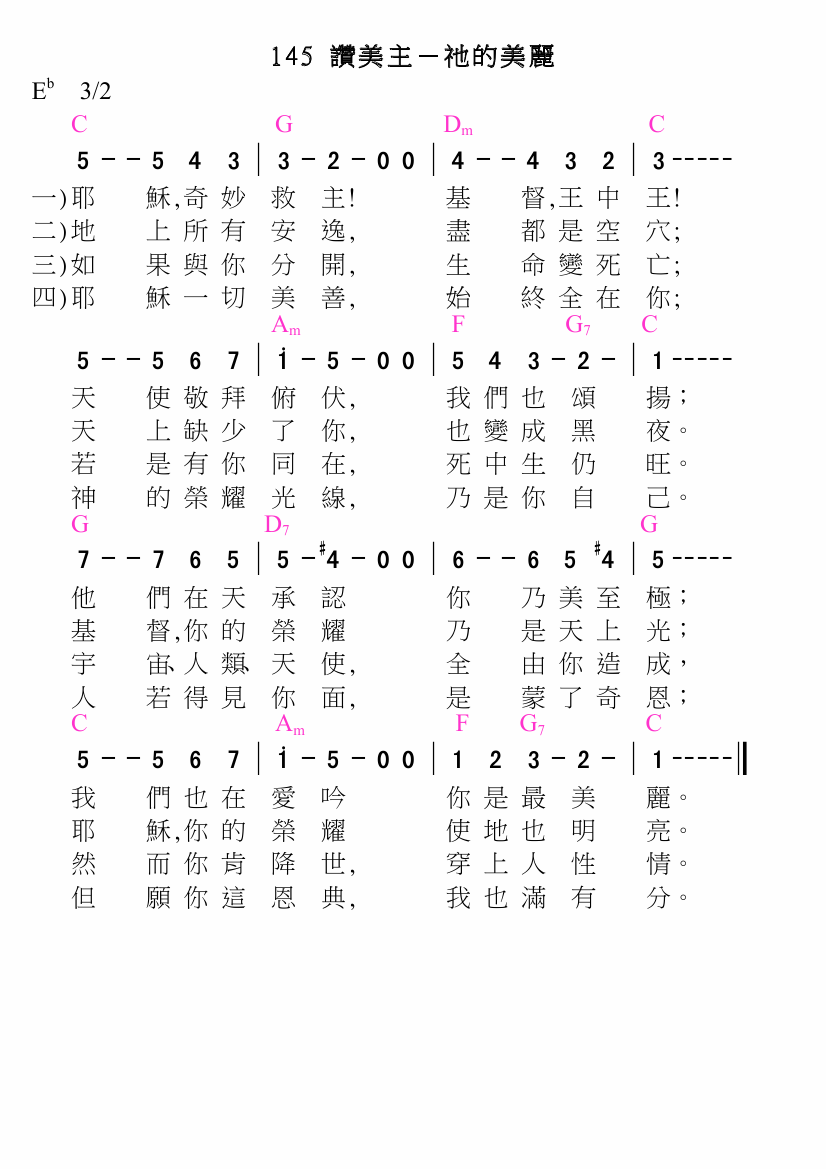 145 讚美主－祂的美麗
E♭ 3/2
C G Dm C
5 - - 5 4 3 | 3 - 2 - 0 0 | 4 - - 4 3 2 | 3 -----
一)耶 穌,奇妙 救 主! 基 督,王中 王!
二)地 上所有 安 逸, 盡 都是空 穴;
三)如 果與你 分 開, 生 命變死 亡;
四)耶 穌一切 美 善, 始 終全在 你;
Am F G7 C
5 - - 5 6 7 | i - 5 - 0 0 | 5 4 3 - 2 - | 1 -----
天 使敬拜 俯 伏, 我們也 頌 揚；
天 上缺少 了 你, 也變成 黑 夜。
若 是有你 同 在, 死中生 仍 旺。
神 的榮耀 光 線, 乃是你 自 己。
G D7 G
7 - - 7 6 5 | 5 - #4 - 0 0 | 6 - - 6 5 #4 | 5 -----
他 們在天 承 認 你 乃美至 極；
基 督,你的 榮 耀 乃 是天上 光；
宇 宙、人類、天 使, 全 由你造 成，
人 若得見 你 面, 是 蒙了奇 恩；
C Am F G7 C
5 - - 5 6 7 | i - 5 - 0 0 | 1 2 3 - 2 - | 1 -----‖
我 們也在 愛 吟 你是最 美 麗。
耶 穌,你的 榮 耀 使地也 明 亮。
然 而你肯 降 世, 穿上人 性 情。
但 願你這 恩 典, 我也滿 有 分。